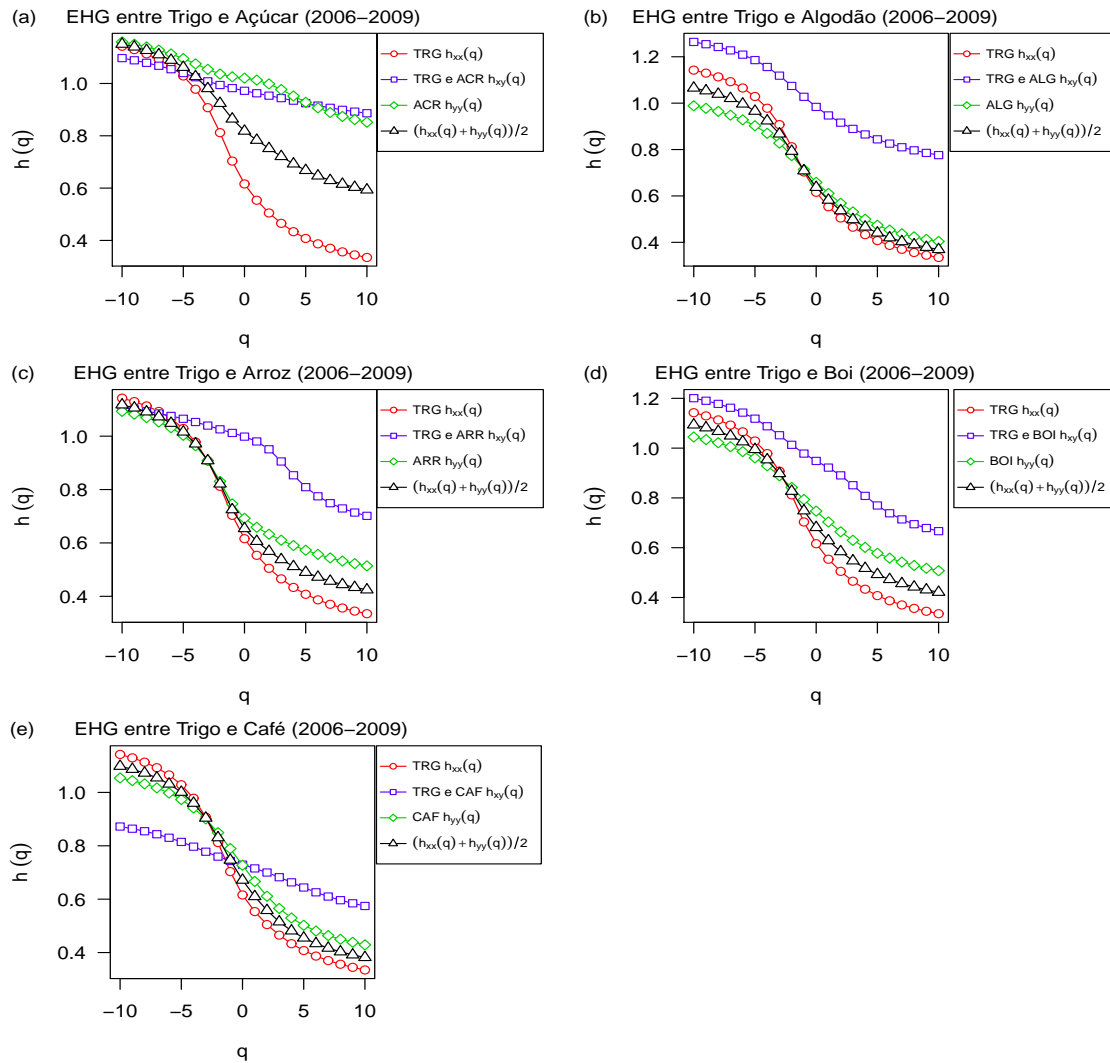 (a) EHG entre Trigo e Açúcar (2006−2009)
TRG hxx(q)
TRG e ACR hxy(q)
ACR hyy(q)
(hxx(q)+hyy(q))/2
h(q)
1.0
0.8
0.6
0.4
−10 −5 0 5 10
q
(b) EHG entre Trigo e Algodão (2006−2009)
TRG hxx(q)
TRG e ALG hxy(q)
ALG hyy(q)
(hxx(q)+hyy(q))/2
h(q)
1.2
1.0
0.8
0.6
0.4
−10 −5 0 5 10
q
(c) EHG entre Trigo e Arroz (2006−2009)
TRG hxx(q)
TRG e ARR hxy(q)
ARR hyy(q)
(hxx(q)+hyy(q))/2
h(q)
1.0
0.8
0.6
0.4
−10 −5 0 5 10
q
(d) EHG entre Trigo e Boi (2006−2009)
TRG hxx(q)
TRG e BOI hxy(q)
BOI hyy(q)
(hxx(q)+hyy(q))/2
h(q)
1.2
1.0
0.8
0.6
0.4
−10 −5 0 5 10
q
(e) EHG entre Trigo e Café (2006−2009)
TRG hxx(q)
TRG e CAF hxy(q)
CAF hyy(q)
(hxx(q)+hyy(q))/2
h(q)
1.0
0.8
0.6
0.4
−10 −5 0 5 10
q